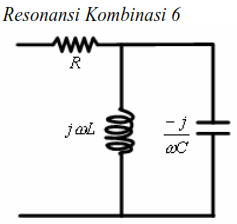 Resonansi Kombinasi 6
R
jωL
−j
ωC